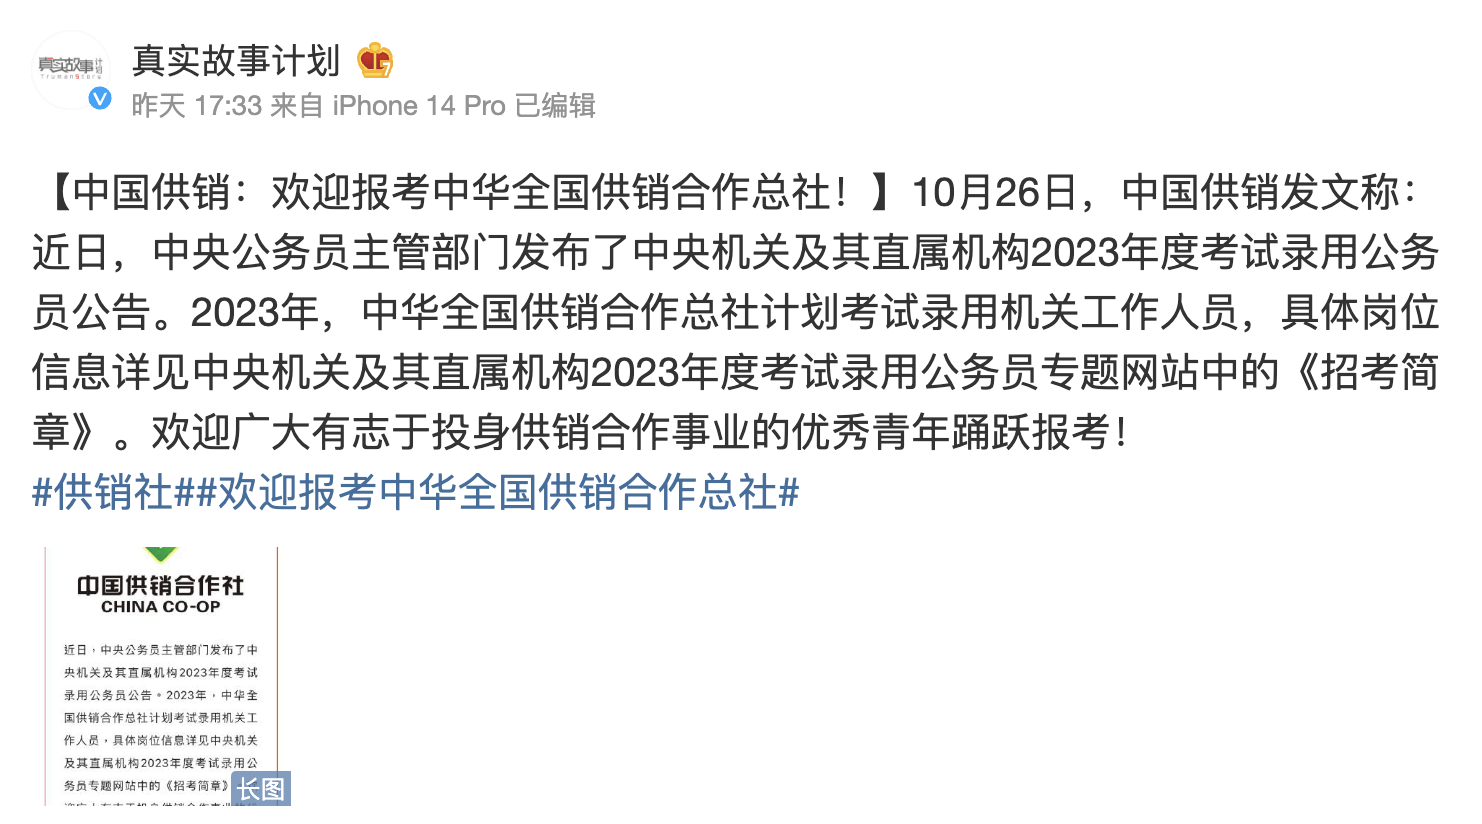 真实故事计划
TrumanStory
真实故事计划 7
昨天 17:33 来自 iPhone 14 Pro 已编辑
【中国供销：欢迎报考中华全国供销合作总社！】10月26日，中国供销发文称：
近日，中央公务员主管部门发布了中央机关及其直属机构2023年度考试录用公务
员公告。2023年，中华全国供销合作总社计划考试录用机关工作人员，具体岗位
信息详见中央机关及其直属机构2023年度考试录用公务员专题网站中的《招考简
章》。欢迎广大有志于投身供销合作事业的优秀青年踊跃报考！
#供销社##欢迎报考中华全国供销合作总社#
中国供销合作社
CHINA CO-OP
近日，中央公务员主管部门发布了中
央机关及其直属机构2023年度考试
录用公务员公告。2023年，中华全
国供销合作总社计划考试录用机关工
作人员，具体岗位信息详见中央机关
及其直属机构2023年度考试录用公
务员专题网站中的《招考简章》
长图